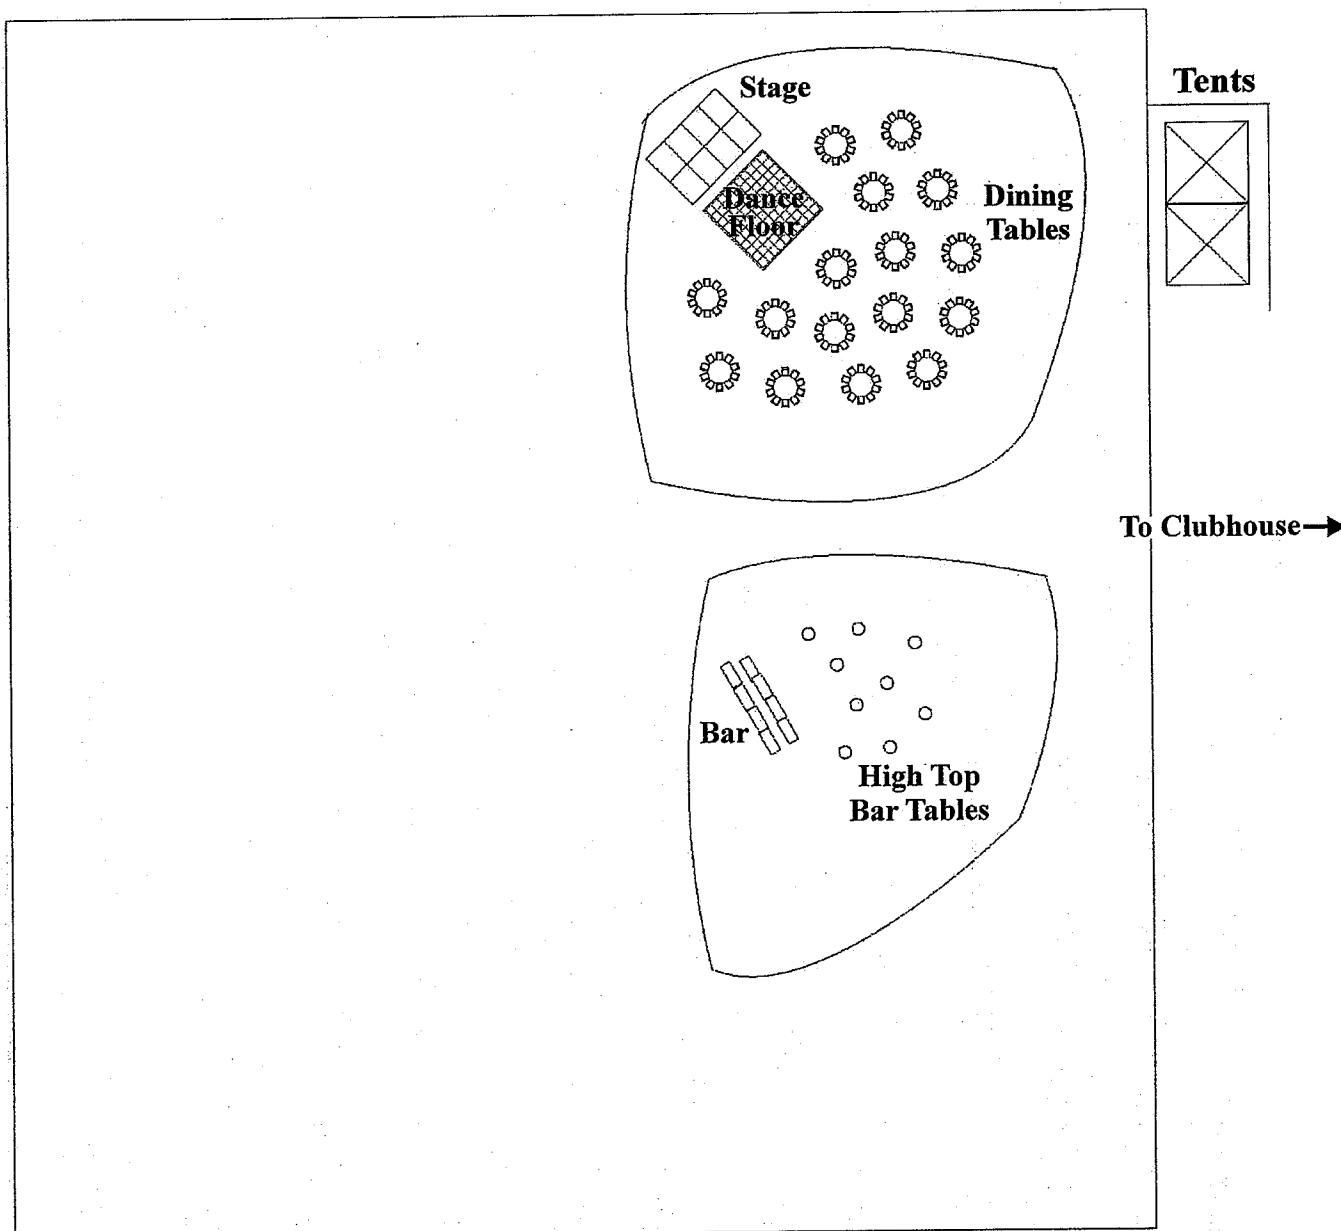 Tents
Stage
Dance
Floor
Dining
Tables
To Clubhouse
Bar
High Top
Bar Tables